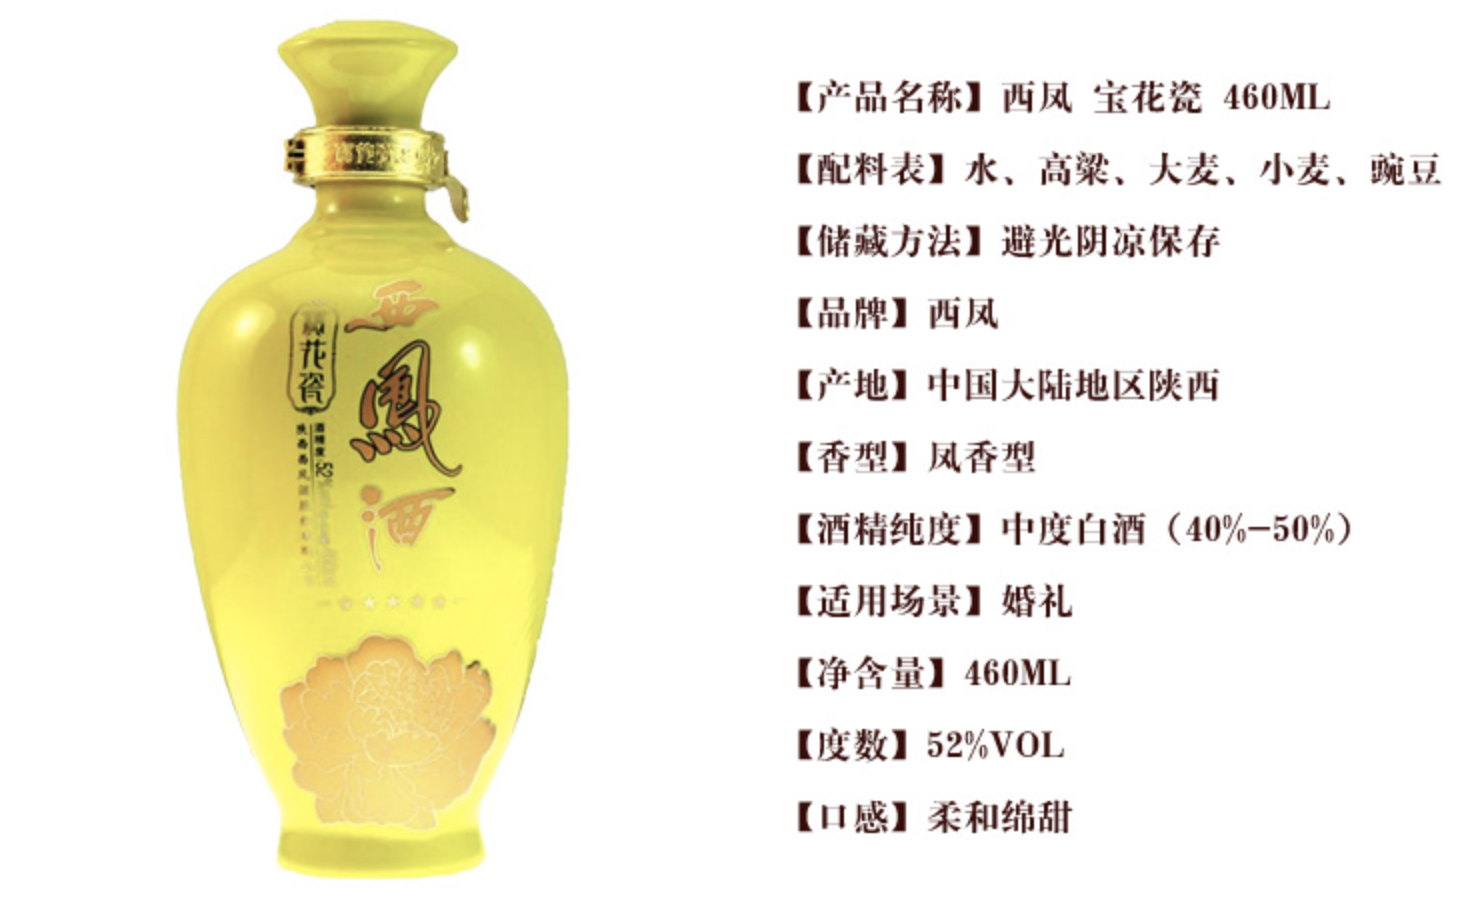 西鳳酒
寶花瓷
酒精度:52
【产品名称】西凤 宝花瓷 460ML
【配料表】水、高粱、大麦、小麦、豌豆
【储藏方法】避光阴凉保存
【品牌】西凤
【产地】中国大陆地区陕西
【香型】凤香型
【酒精纯度】中度白酒（40%-50%）
【适用场景】婚礼
【净含量】460ML
【度数】52%VOL
【口感】柔和绵甜